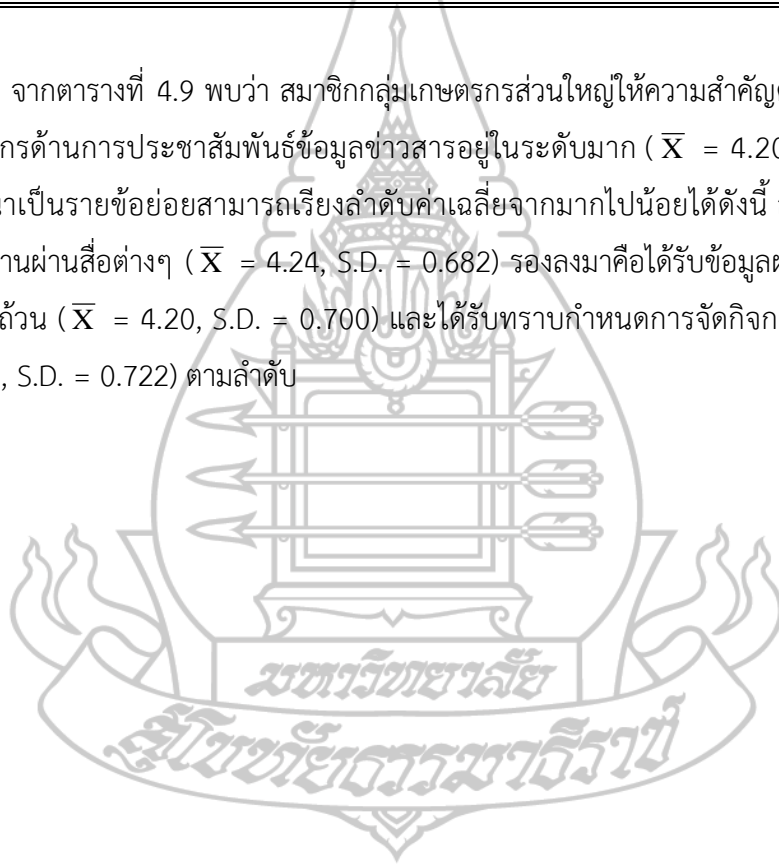 จากตารางที่ 4.9 พบว่า สมาชิกกลุ่มเกษตรกรส่วนใหญ่ให้ความสำคัญ
กรด้านการประชาสัมพันธ์ข้อมูลข่าวสารอยู่ในระดับมาก ( X̅ = 4.20
าเป็นรายข้อย่อยสามารถเรียงลำดับค่าเฉลี่ยจากมากไปน้อยได้ดังนี้
านผ่านสื่อต่างๆ ( X̅ = 4.24, S.D. = 0.682) รองลงมาคือได้รับข้อมูล
ถ้วน ( X̅ = 4.20, S.D. = 0.700) และได้รับทราบกำหนดการจัดกิจก
, S.D. = 0.722) ตามลำดับ
มหาวิทยาลัย
สุโขทัยธรรมาธิราช